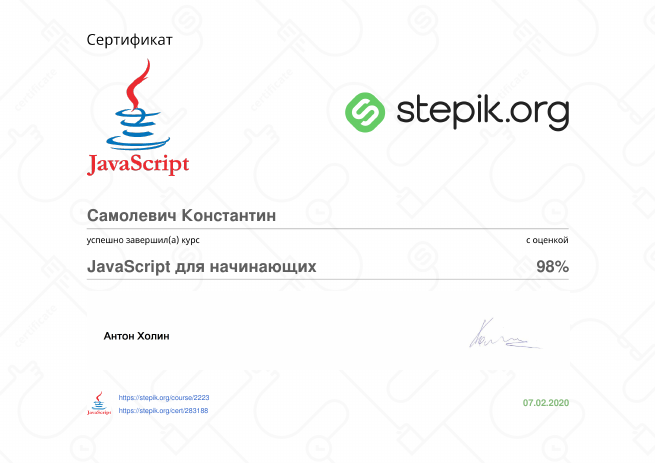 Сертификат
JavaScript
stepik.org
Самолевич Константин
успешно завершил(а) курс
с оценкой
JavaScript для начинающих
98%
Антон Холин
JavaScript
https://stepik.org/course/2223
https://stepik.org/cert/283188
07.02.2020